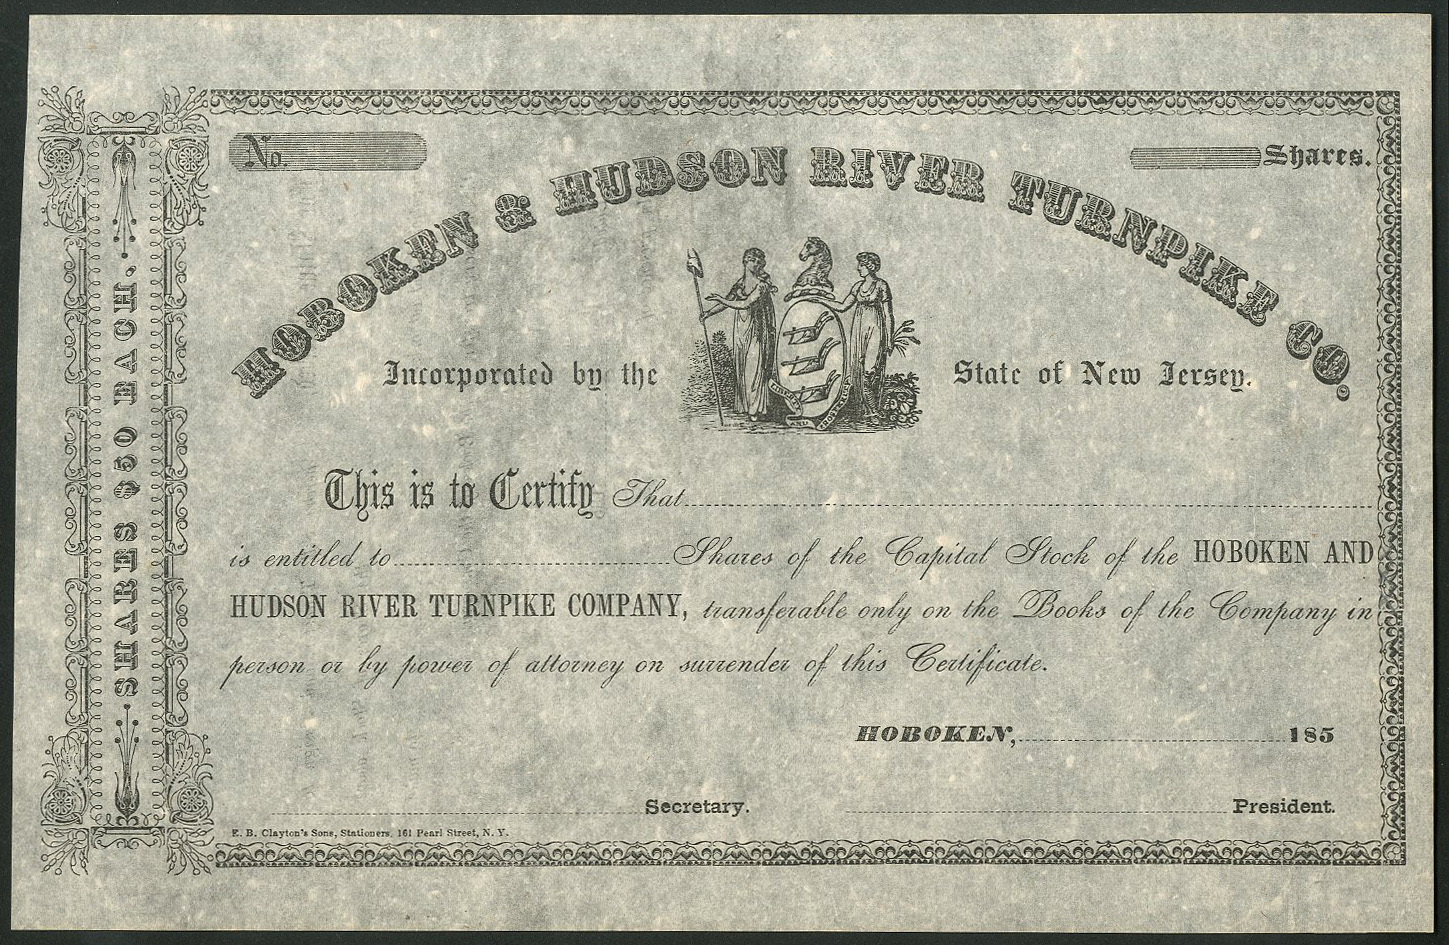 No.
Shares.
HOBOKEN & HUDSON RIVER TURNPIKE CO.
Incorporated by the State of New Jersey.
LIBERTY AND PROSPERITY
This is to Certify That
is entitled to Shares of the Capital Stock of the HOBOKEN AND
HUDSON RIVER TURNPIKE COMPANY, transferable only on the Books of the Company in
person or by power of attorney on surrender of this Certificate.
HOBOKEN, 185
Secretary. President.
E. B. Clayton's Sons, Stationers, 161 Pearl Street, N. Y.
SHARES $50 EACH.